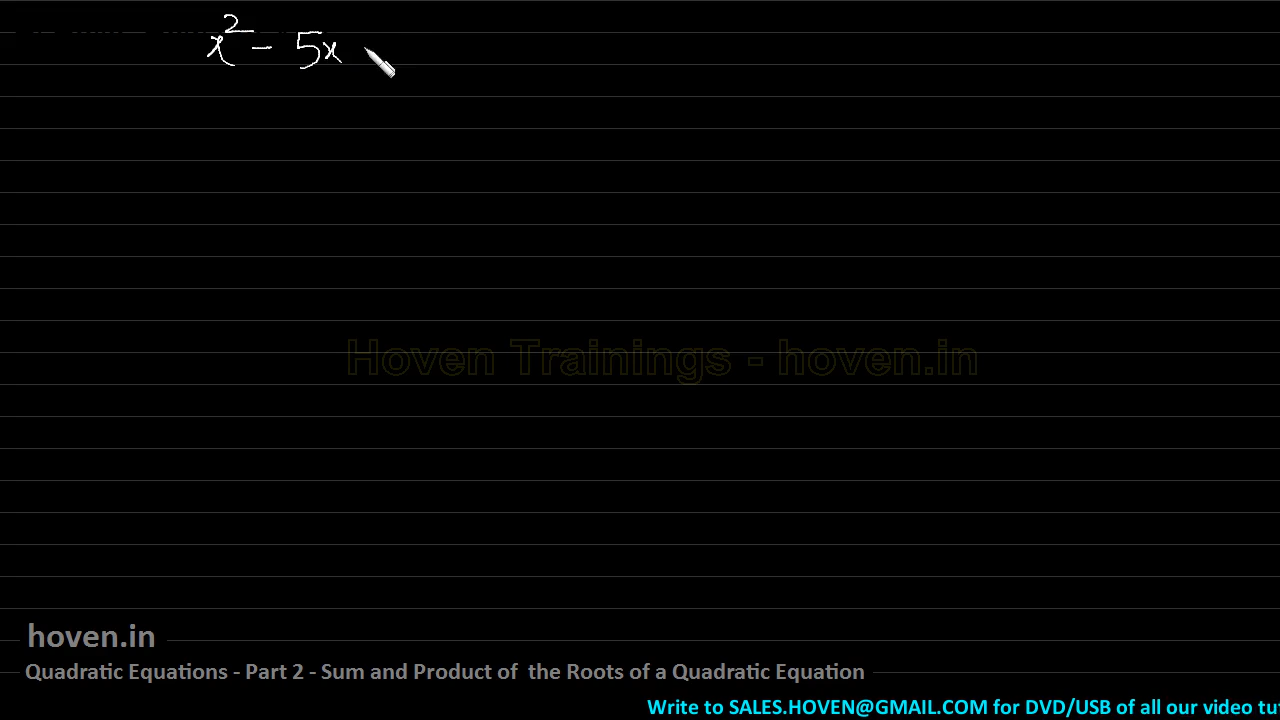 x² - 5x
Hoven Trainings - hoven.in
hoven.in
Quadratic Equations - Part 2 - Sum and Product of the Roots of a Quadratic Equation
Write to SALES.HOVEN@GMAIL.COM for DVD/USB of all our video tu